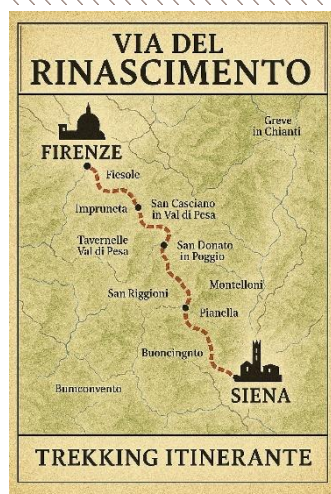 VIA DEL
RINASCIMENTO
Greve
in Chianti
FIRENZE
Fiesole
Impruneta
San Casciano
in Val di Pesa
Tavernelle
Val di Pesa
San Donato
in Poggio
San Riggioni
Montelloni
Pianella
Buoncingnto
Bumconvento
SIENA
TREKKING ITINERANTE